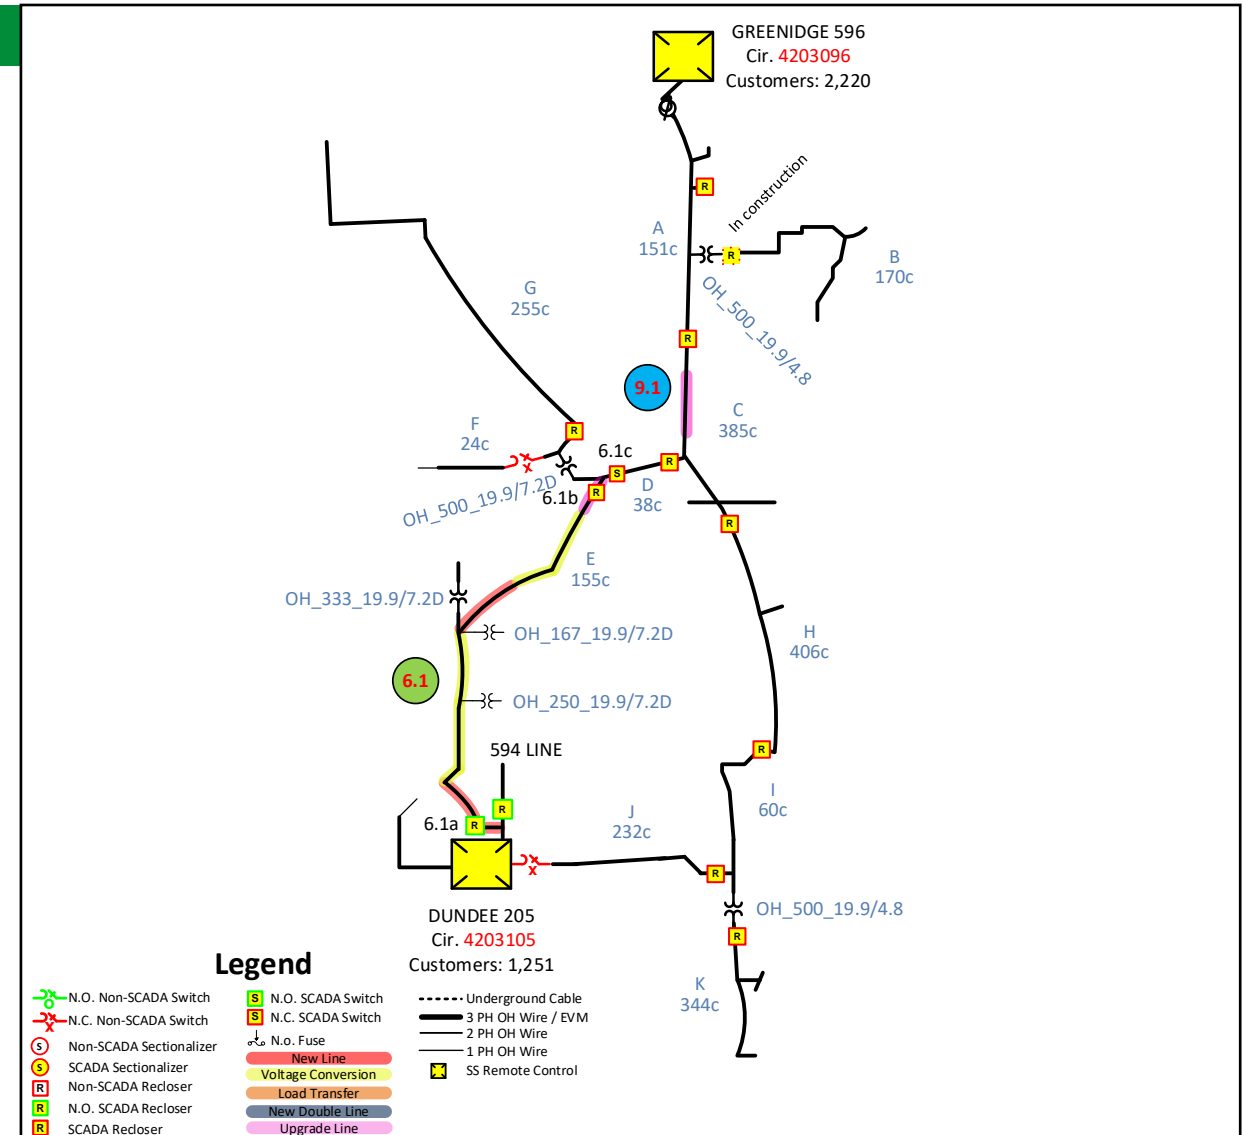 GREENIDGE 596
Cir. 4203096
Customers: 2,220
In construction
R
A
151c
R
B
170c
OH_500_19.9/4.8
G
255c
R
9.1
C
385c
F
24c
R
6.1c
S
R
D
38c
OH_500_19.9/7.2D
6.1b
R
R
E
155c
OH_333_19.9/7.2D
OH_167_19.9/7.2D
H
406c
6.1
OH_250_19.9/7.2D
594 LINE
R
I
60c
R
6.1a
R
J
232c
R
OH_500_19.9/4.8
DUNDEE 205
Cir. 4203105
Customers: 1,251
R
K
344c
Legend
N.O. Non-SCADA Switch
N.C. Non-SCADA Switch
S Non-SCADA Sectionalizer
S SCADA Sectionalizer
R Non-SCADA Recloser
R N.O. SCADA Recloser
R SCADA Recloser
S N.O. SCADA Switch
S N.C. SCADA Switch
N.o. Fuse
New Line
Voltage Conversion
Load Transfer
New Double Line
Upgrade Line
Underground Cable
3 PH OH Wire / EVM
2 PH OH Wire
1 PH OH Wire
SS Remote Control